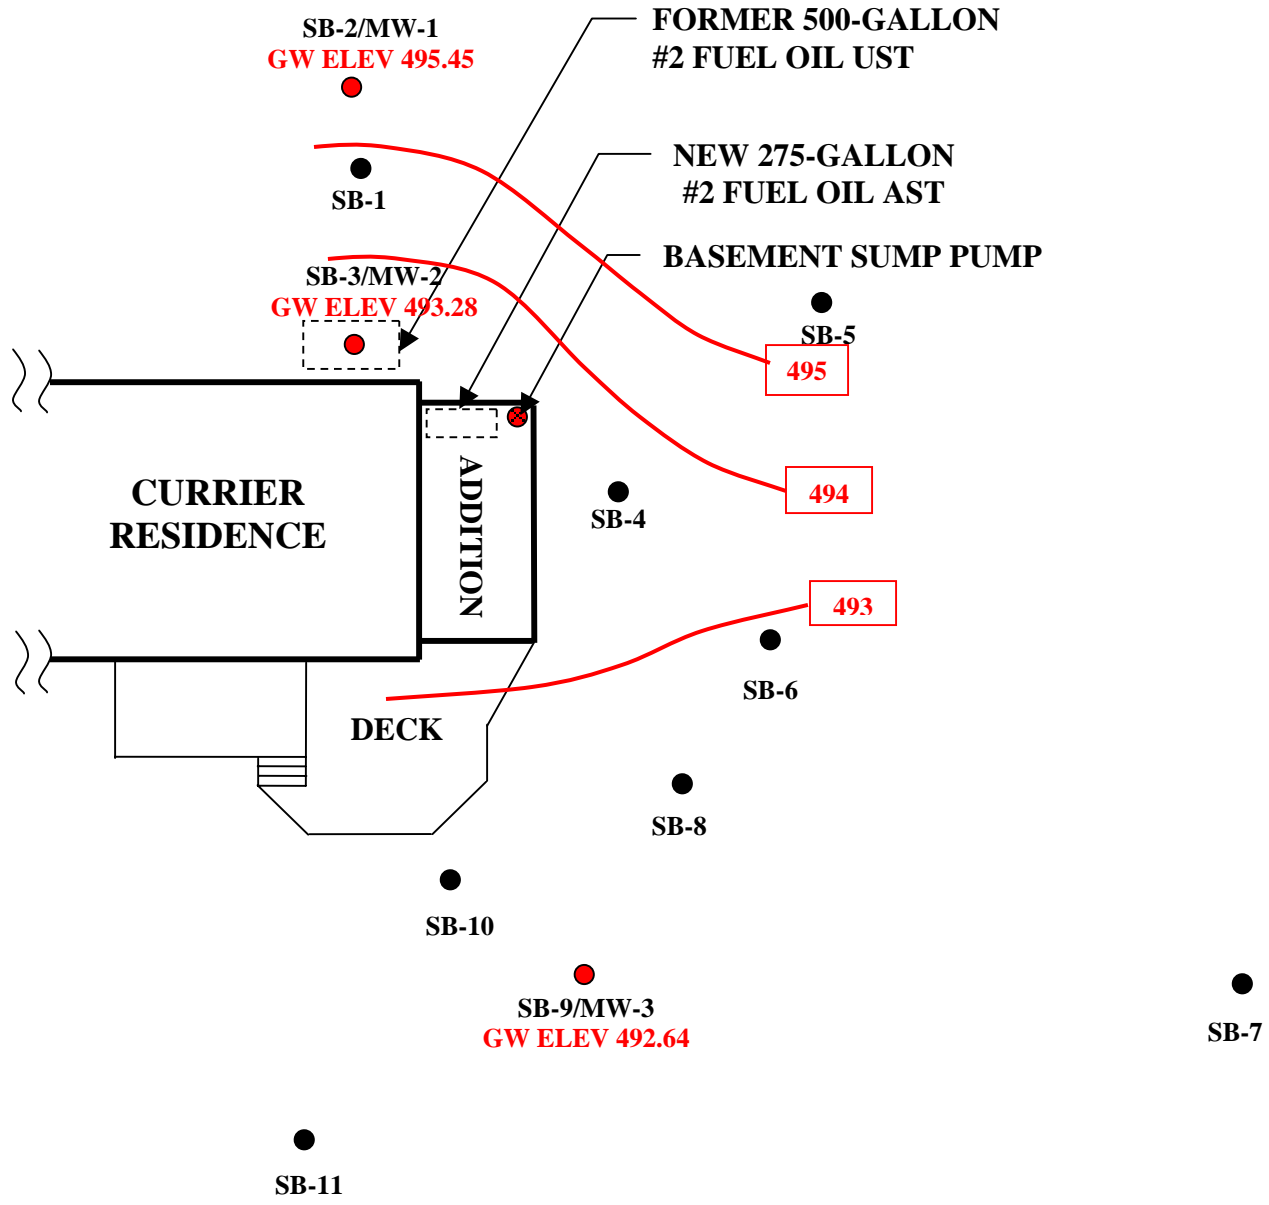 SB-2/MW-1
GW ELEV 495.45
FORMER 500-GALLON
#2 FUEL OIL UST
NEW 275-GALLON
#2 FUEL OIL AST
SB-1
BASEMENT SUMP PUMP
SB-3/MW-2
GW ELEV 493.28
SB-5
495
494
CURRIER
RESIDENCE
ADDITION
SB-4
493
SB-6
DECK
SB-8
SB-10
SB-9/MW-3
GW ELEV 492.64
SB-7
SB-11